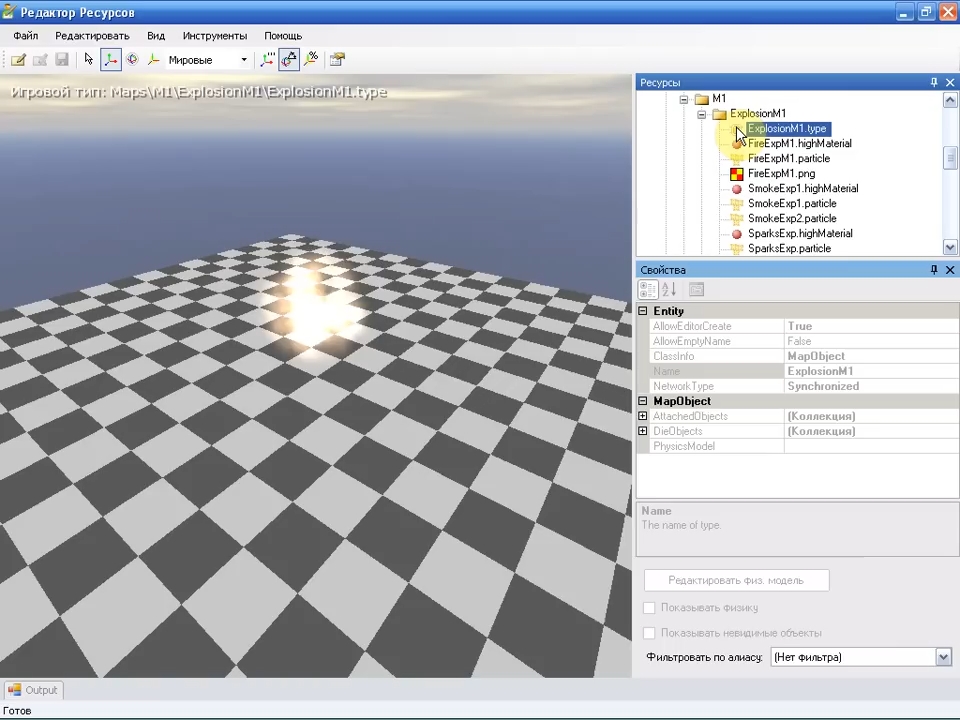 Редактор Ресурсов
Файл Редактировать Вид Инструменты Помощь
Мировые
Игровой тип: Maps\M1\ExplosionM1\ExplosionM1.type
Ресурсы
M1
ExplosionM1
ExplosionM1.type
FireExpM1.highMaterial
FireExpM1.particle
FireExpM1.png
SmokeExp1.highMaterial
SmokeExp1.particle
SmokeExp2.particle
SparksExp.highMaterial
SparksExp.particle
Свойства
Entity
AllowEditorCreate True
AllowEmptyName False
ClassInfo MapObject
Name ExplosionM1
NetworkType Synchronized
MapObject
AttachedObjects (Коллекция)
DieObjects (Коллекция)
PhysicsModel
Name
The name of type.
Редактировать физ. модель
Показывать физику
Показывать невидимые объекты
Фильтровать по алиасу: (Нет фильтра)
Output
Готов